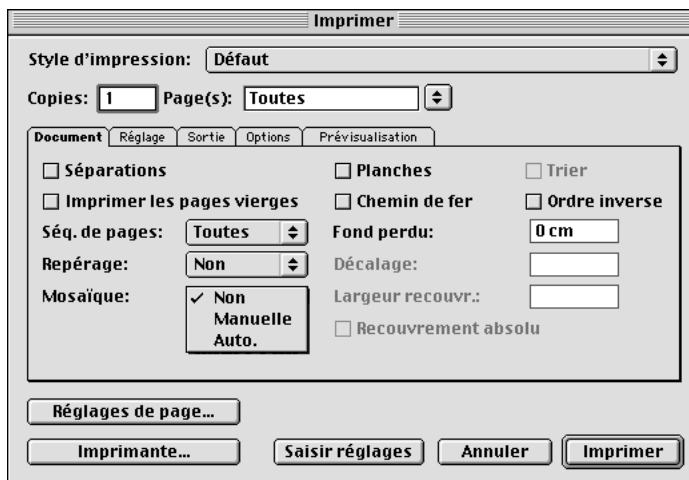 Imprimer
Style d'impression: Défaut
Copies: 1 Page(s): Toutes
Document Réglage Sortie Options Prévisualisation
Séparations Planches Trier
Imprimer les pages vierges Chemin de fer Ordre inverse
Séq. de pages: Toutes Fond perdu: 0 cm
Repérage: Non Décalage:
Mosaïque: Non Largeur recouvr.:
Manuelle
Auto. Recouvrement absolu
Réglages de page...
Imprimante... Saisir réglages Annuler Imprimer